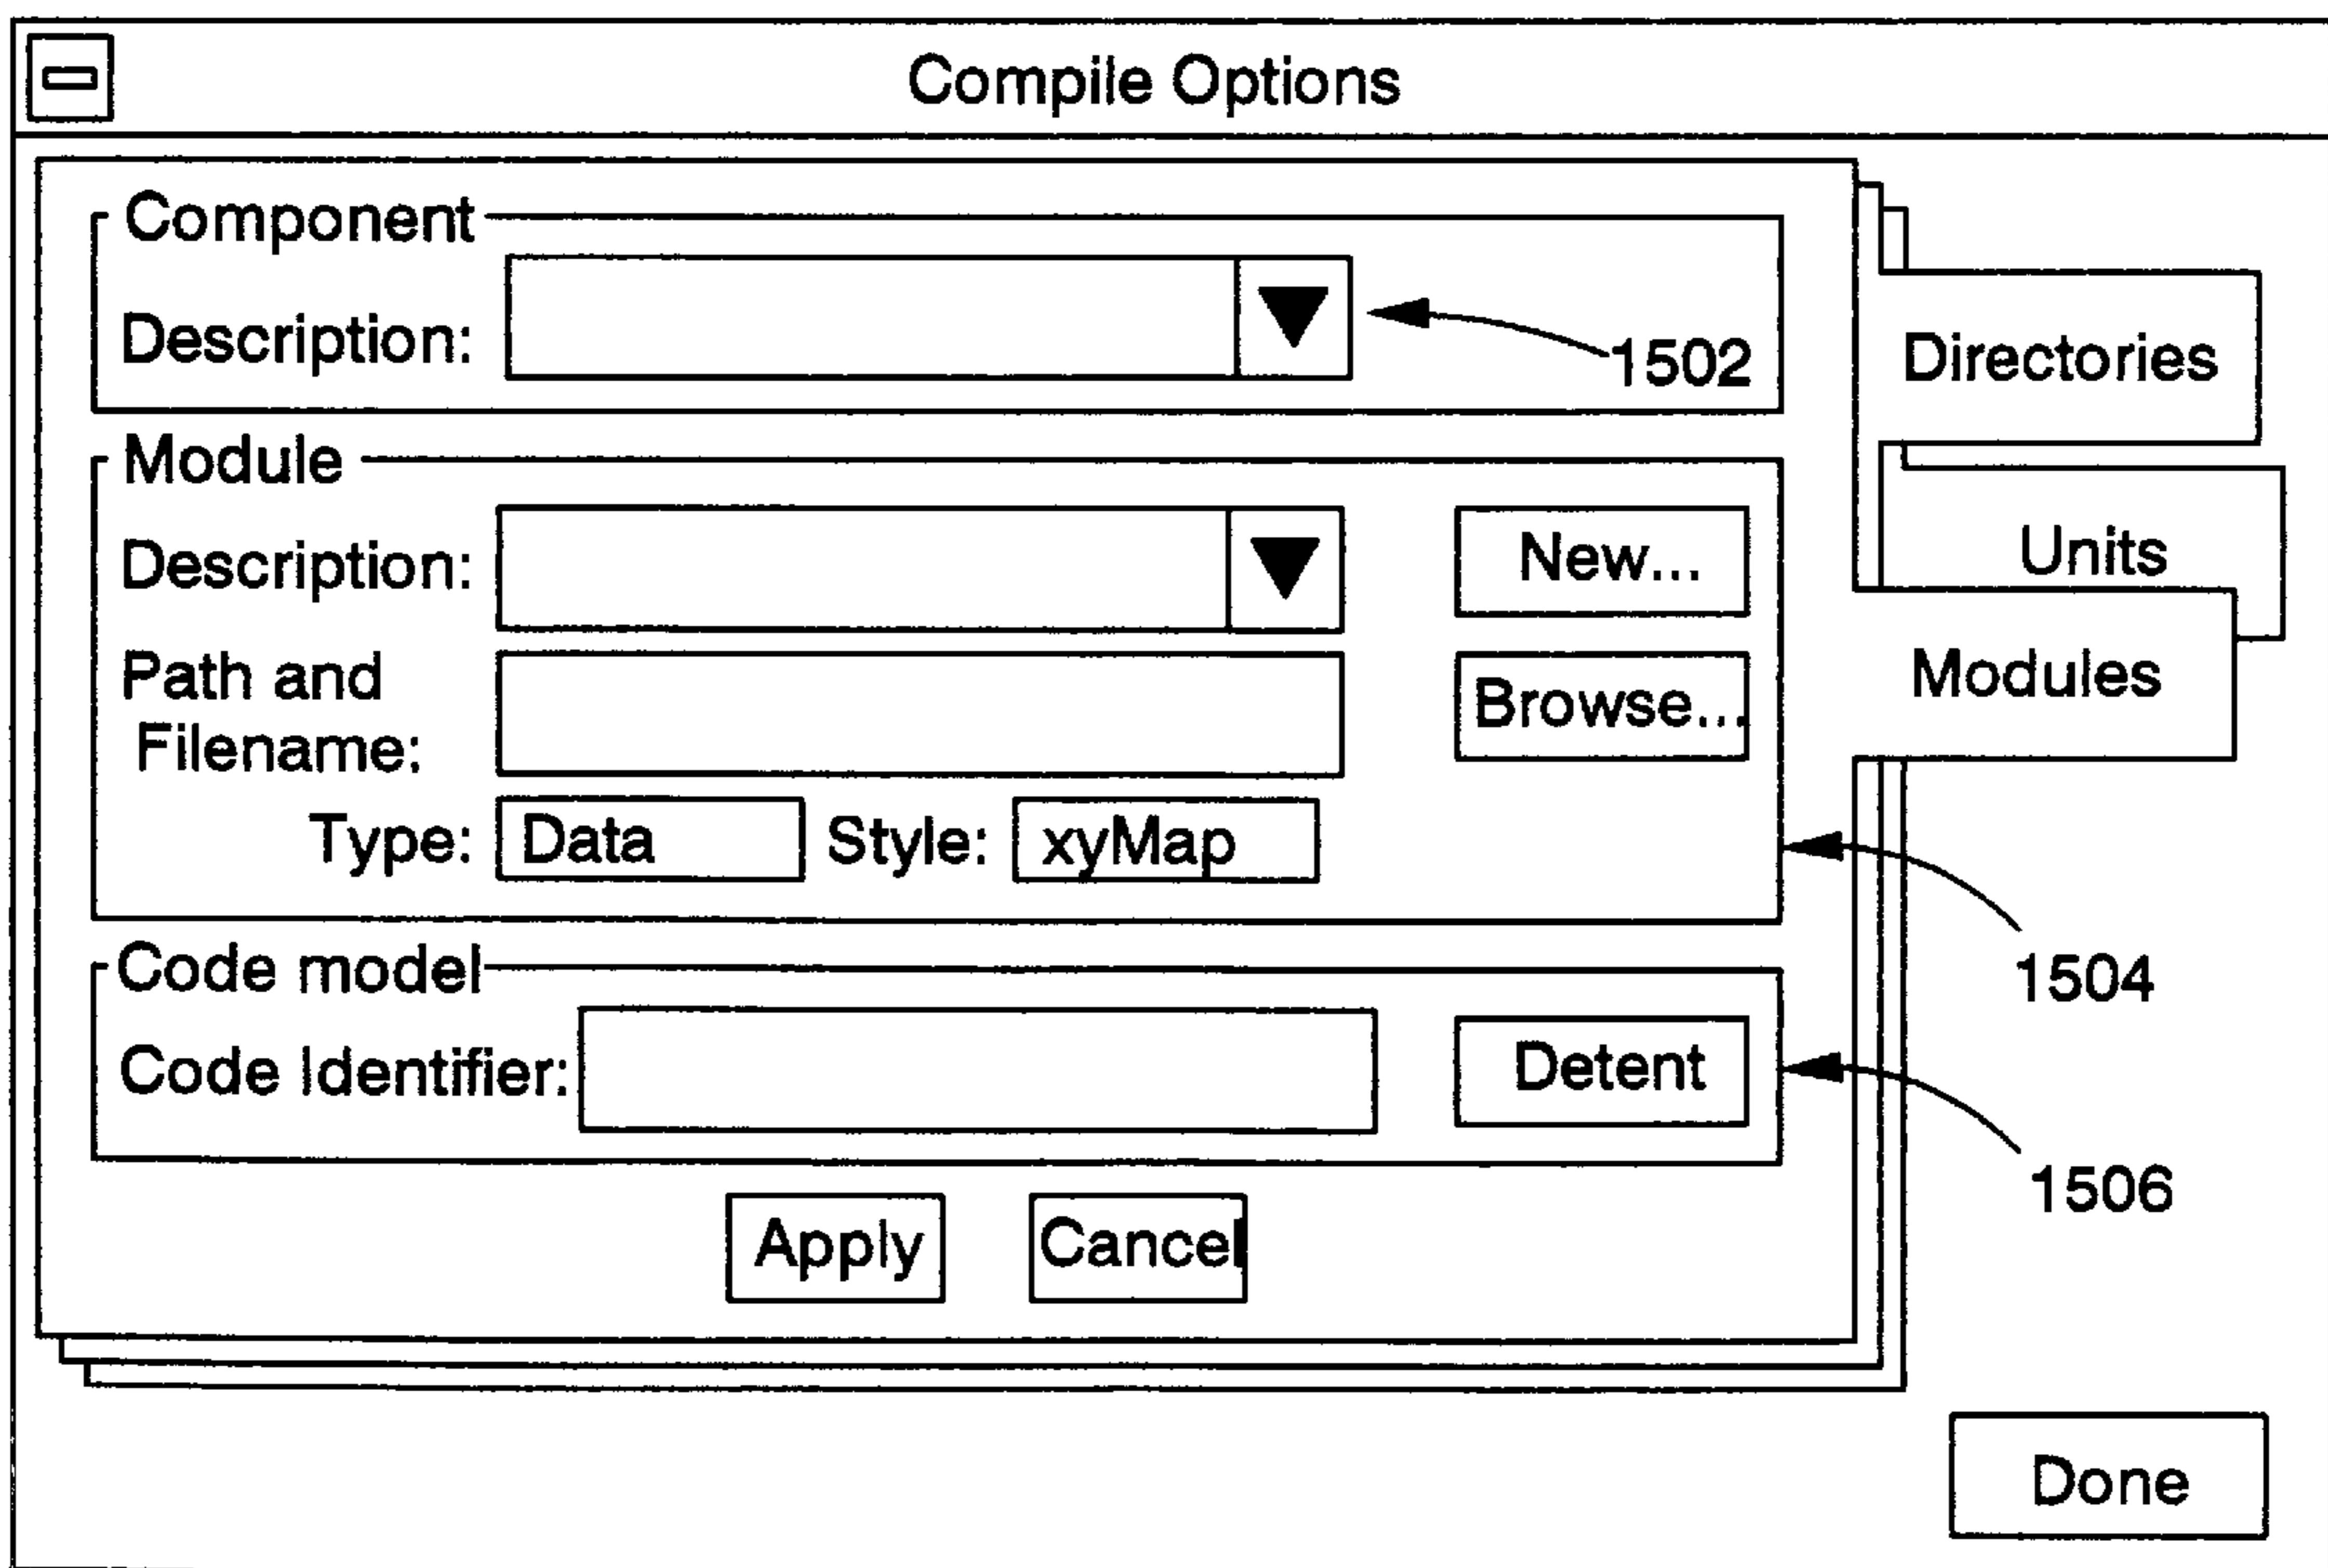 Compile Options
Component
Description:
1502
Directories
Module
Description:
New...
Units
Path and
Filename:
Browse...
Modules
Type: Data Style: xyMap
1504
Code model
Code Identifier:
Detent
1506
Apply Cancel
Done